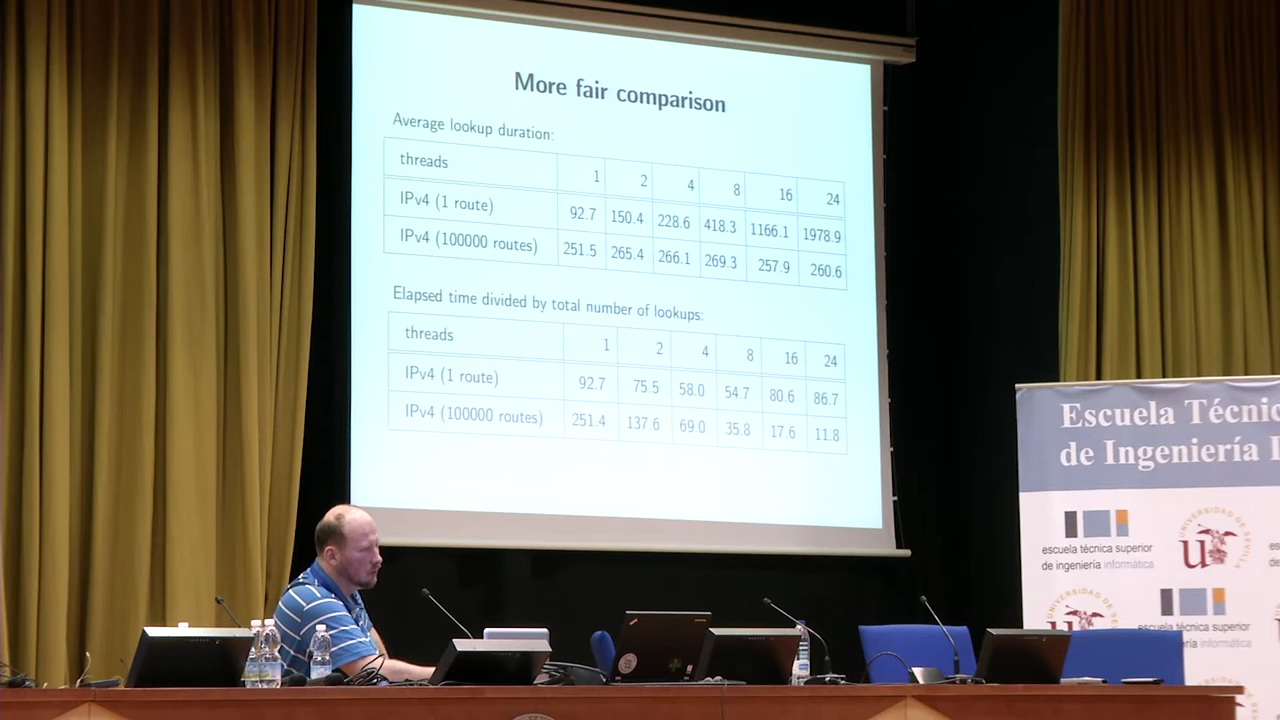 More fair comparison
Average lookup duration:
threads 1 2 4 8 16 24
IPv4 (1 route) 92.7 150.4 228.6 418.3 1166.1 1978.9
IPv4 (100000 routes) 251.5 265.4 266.1 269.3 257.9 260.6
Elapsed time divided by total number of lookups:
threads 1 2 4 8 16 24
IPv4 (1 route) 92.7 75.5 58.0 54.7 80.6 86.7
IPv4 (100000 routes) 251.4 137.6 69.0 35.8 17.6 11.8
Escuela Técnic
de Ingeniería I
escuela técnica superior
de ingeniería informática
UNIVERSIDAD DE SEVILLA
escuela técnica superior
ería informática